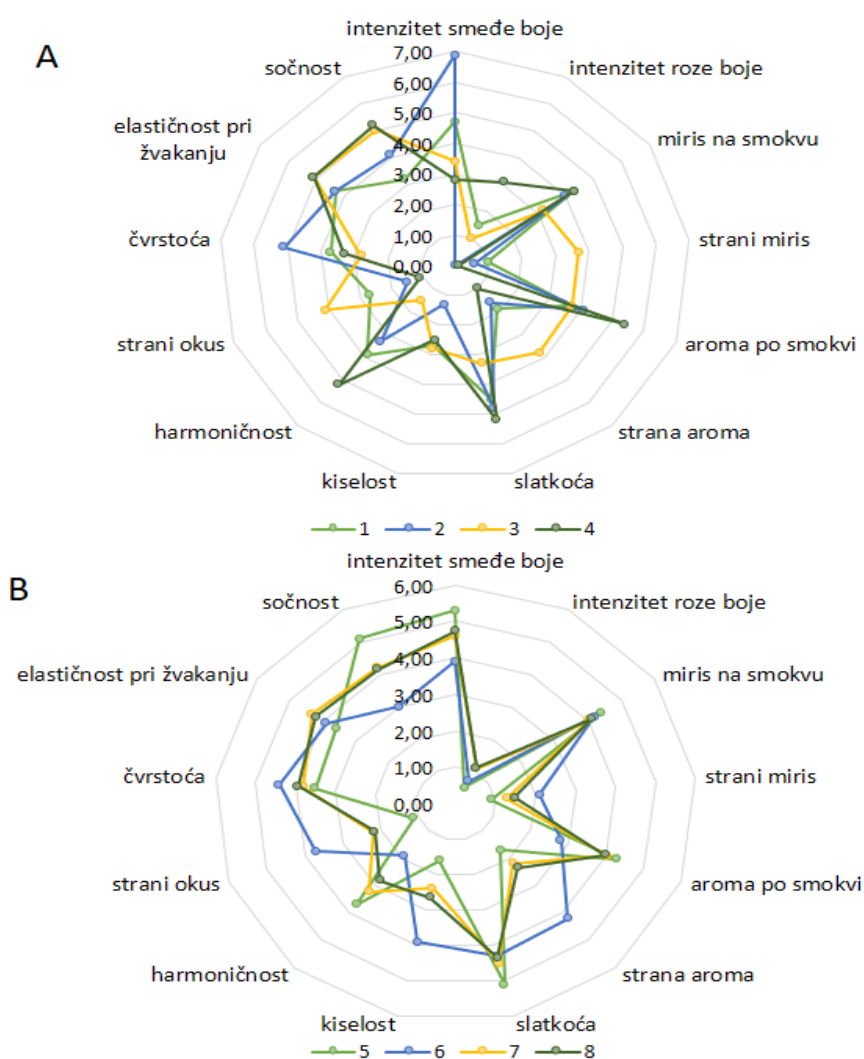 A
intenzitet smeđe boje
7,00
6,00
5,00
4,00
3,00
2,00
1,00
0,00
intenzitet roze boje
miris na smokvu
strani miris
aroma po smokvi
strana aroma
slatkoća
kiselost
harmoničnost
strani okus
čvrstoća
elastičnost pri
žvakanju
sočnost
1 2 3 4
B
intenzitet smeđe boje
6,00
5,00
4,00
3,00
2,00
1,00
0,00
intenzitet roze boje
miris na smokvu
strani miris
aroma po smokvi
strana aroma
slatkoća
kiselost
harmoničnost
strani okus
čvrstoća
elastičnost pri žvakanju
sočnost
5 6 7 8